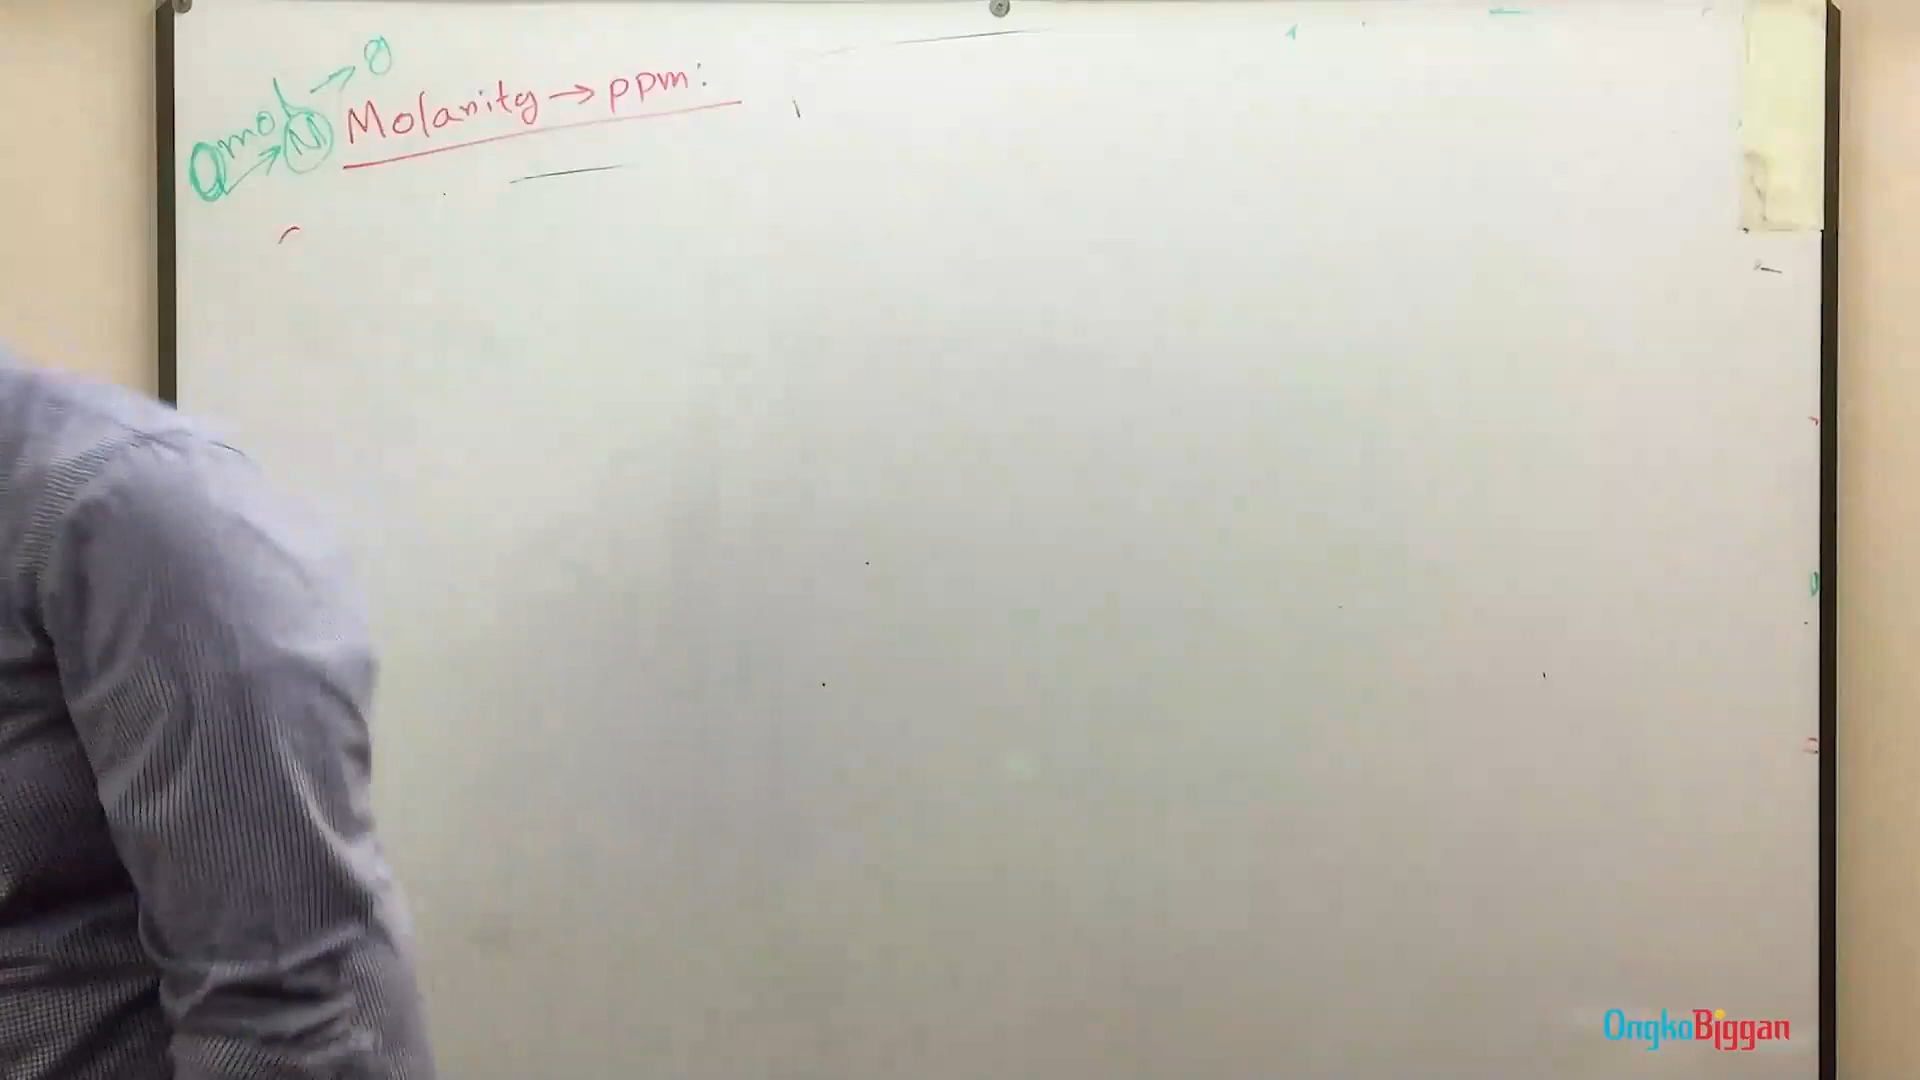 mol → g
M Molarity → ppm:
OngkoBiggan